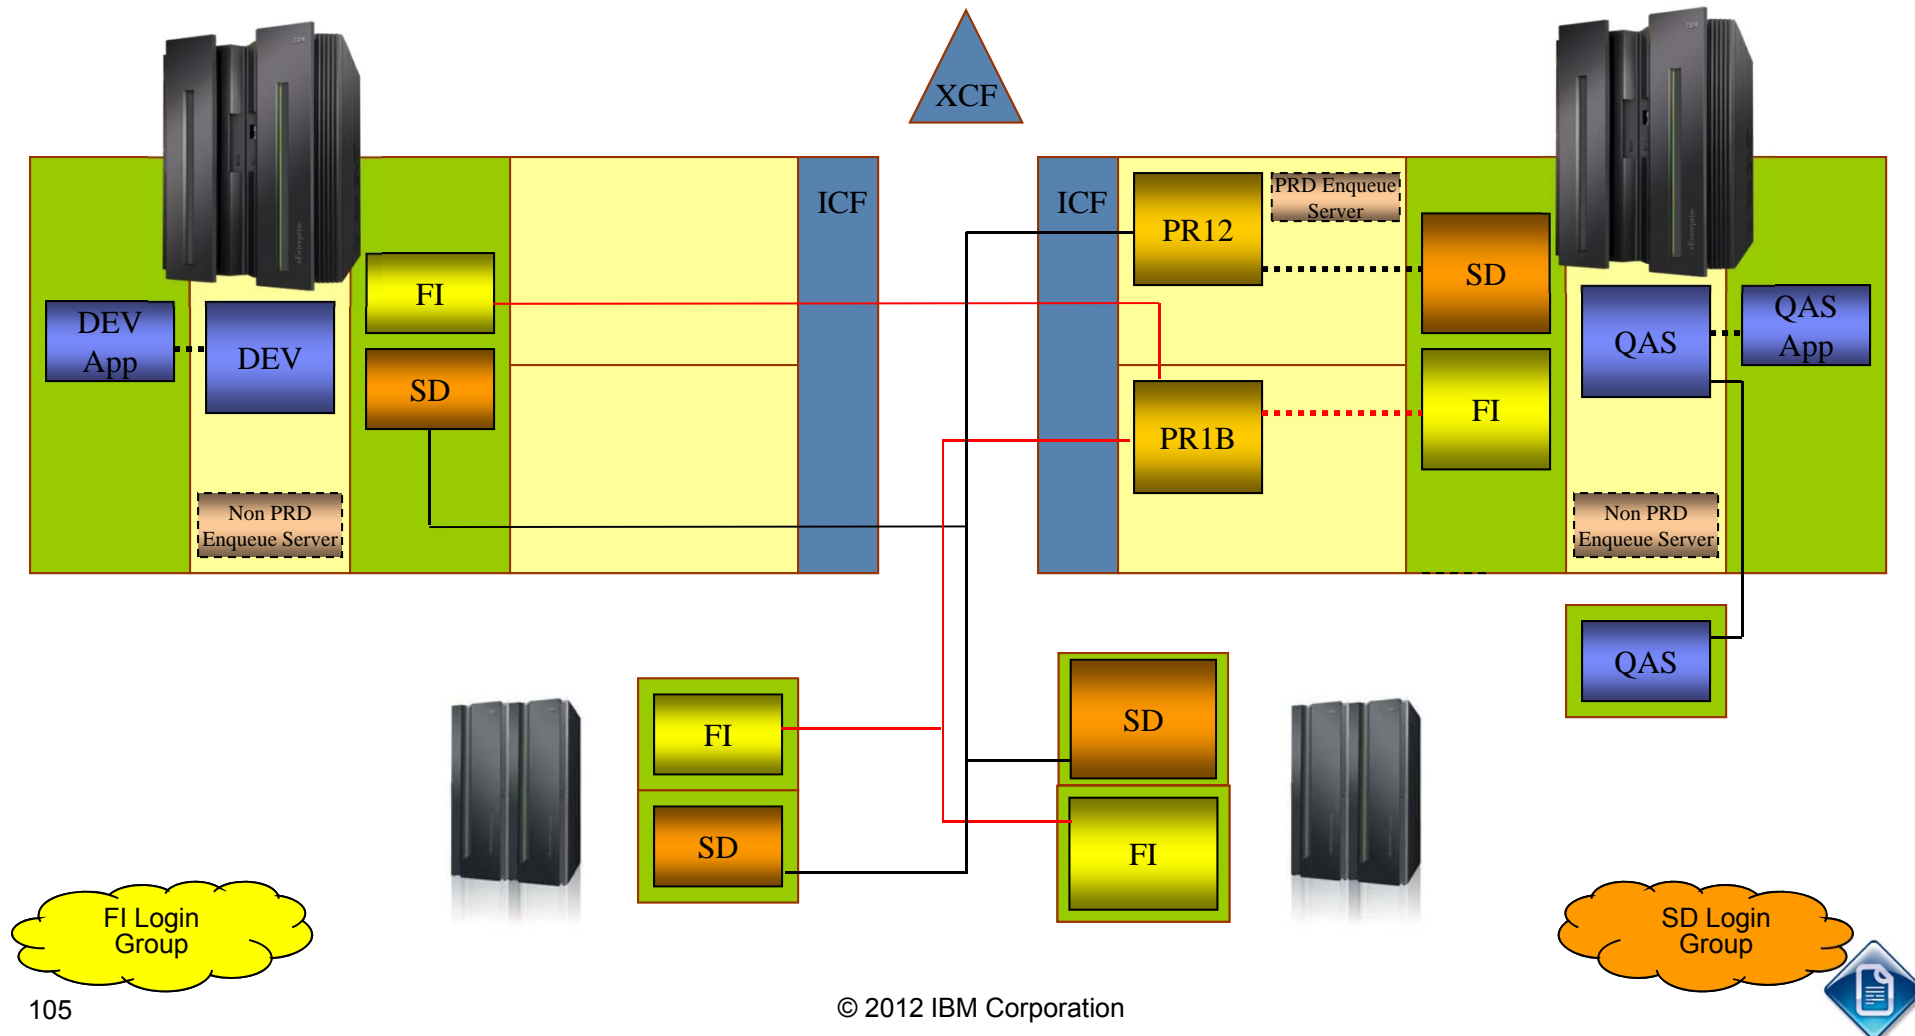 XCF
ICF
ICF
PR12
PRD Enqueue
Server
SD
FI
DEV
App
DEV
SD
PR1B
FI
QAS
QAS
App
Non PRD
Enqueue Server
Non PRD
Enqueue Server
QAS
FI
SD
SD
FI
FI Login
Group
SD Login
Group
105
© 2012 IBM Corporation